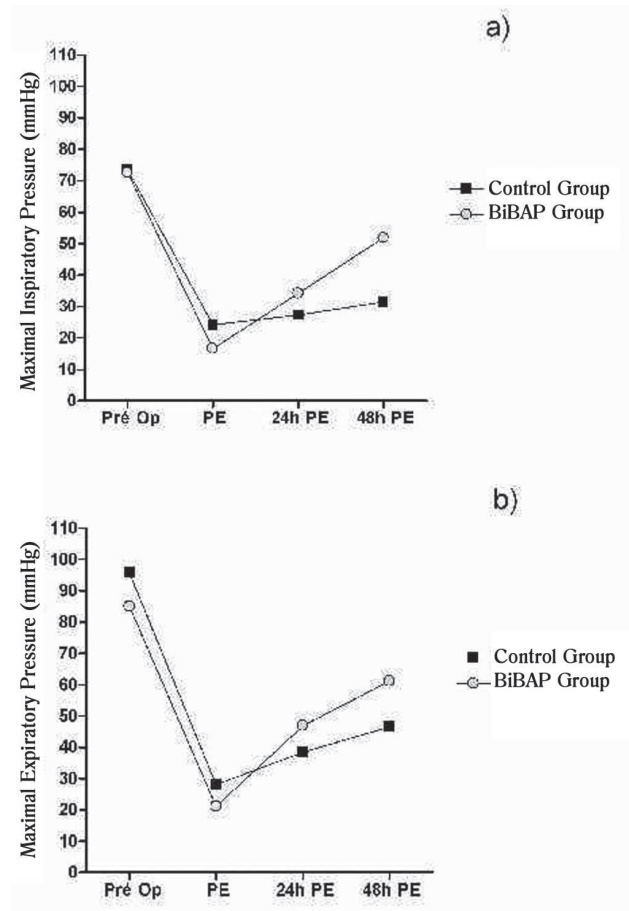 a)
Maximal Inspiratory Pressure (mmHg)
110
100
90
80
70
60
50
40
30
20
10
0
Pré Op PE 24h PE 48h PE
Control Group
BiBAP Group
b)
Maximal Expiratory Pressure (mmHg)
110
100
90
80
70
60
50
40
30
20
10
0
Pré Op PE 24h PE 48h PE
Control Group
BiBAP Group